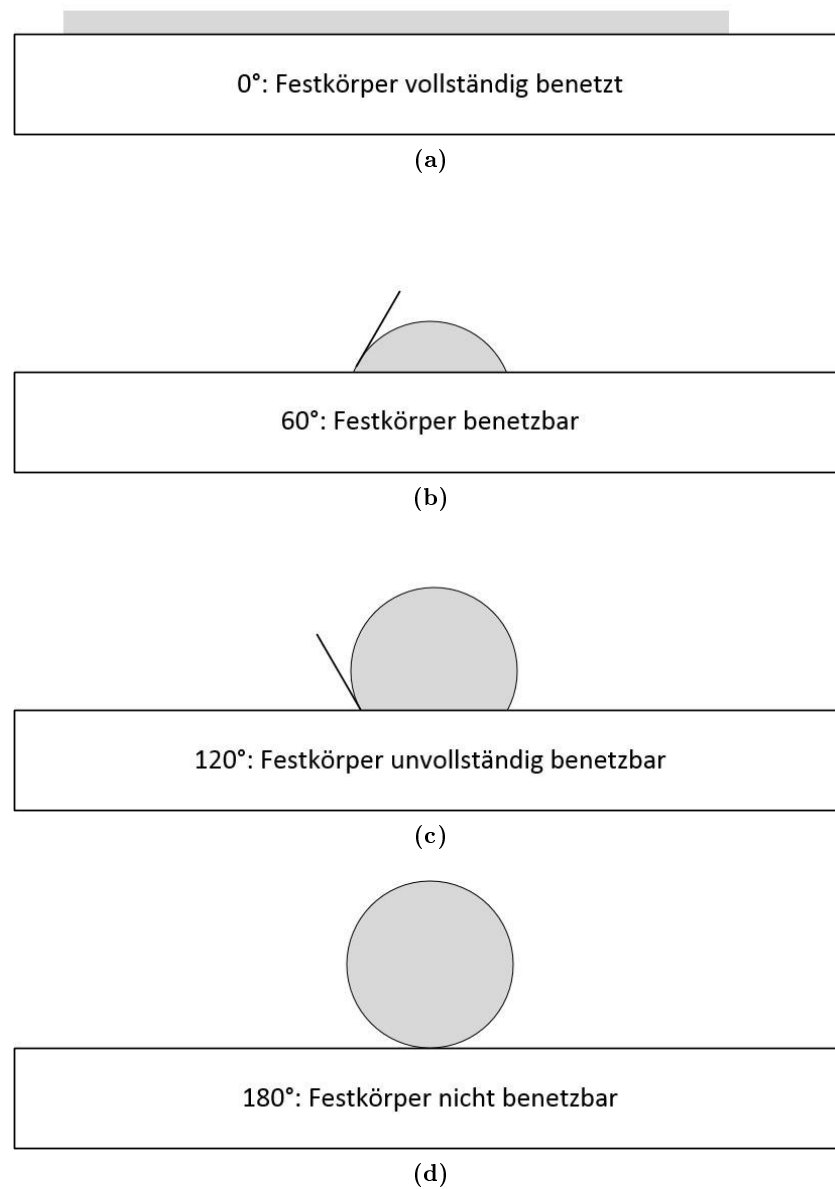 0°: Festkörper vollständig benetzt
(a)
60°: Festkörper benetzbar
(b)
120°: Festkörper unvollständig benetzbar
(c)
180°: Festkörper nicht benetzbar
(d)